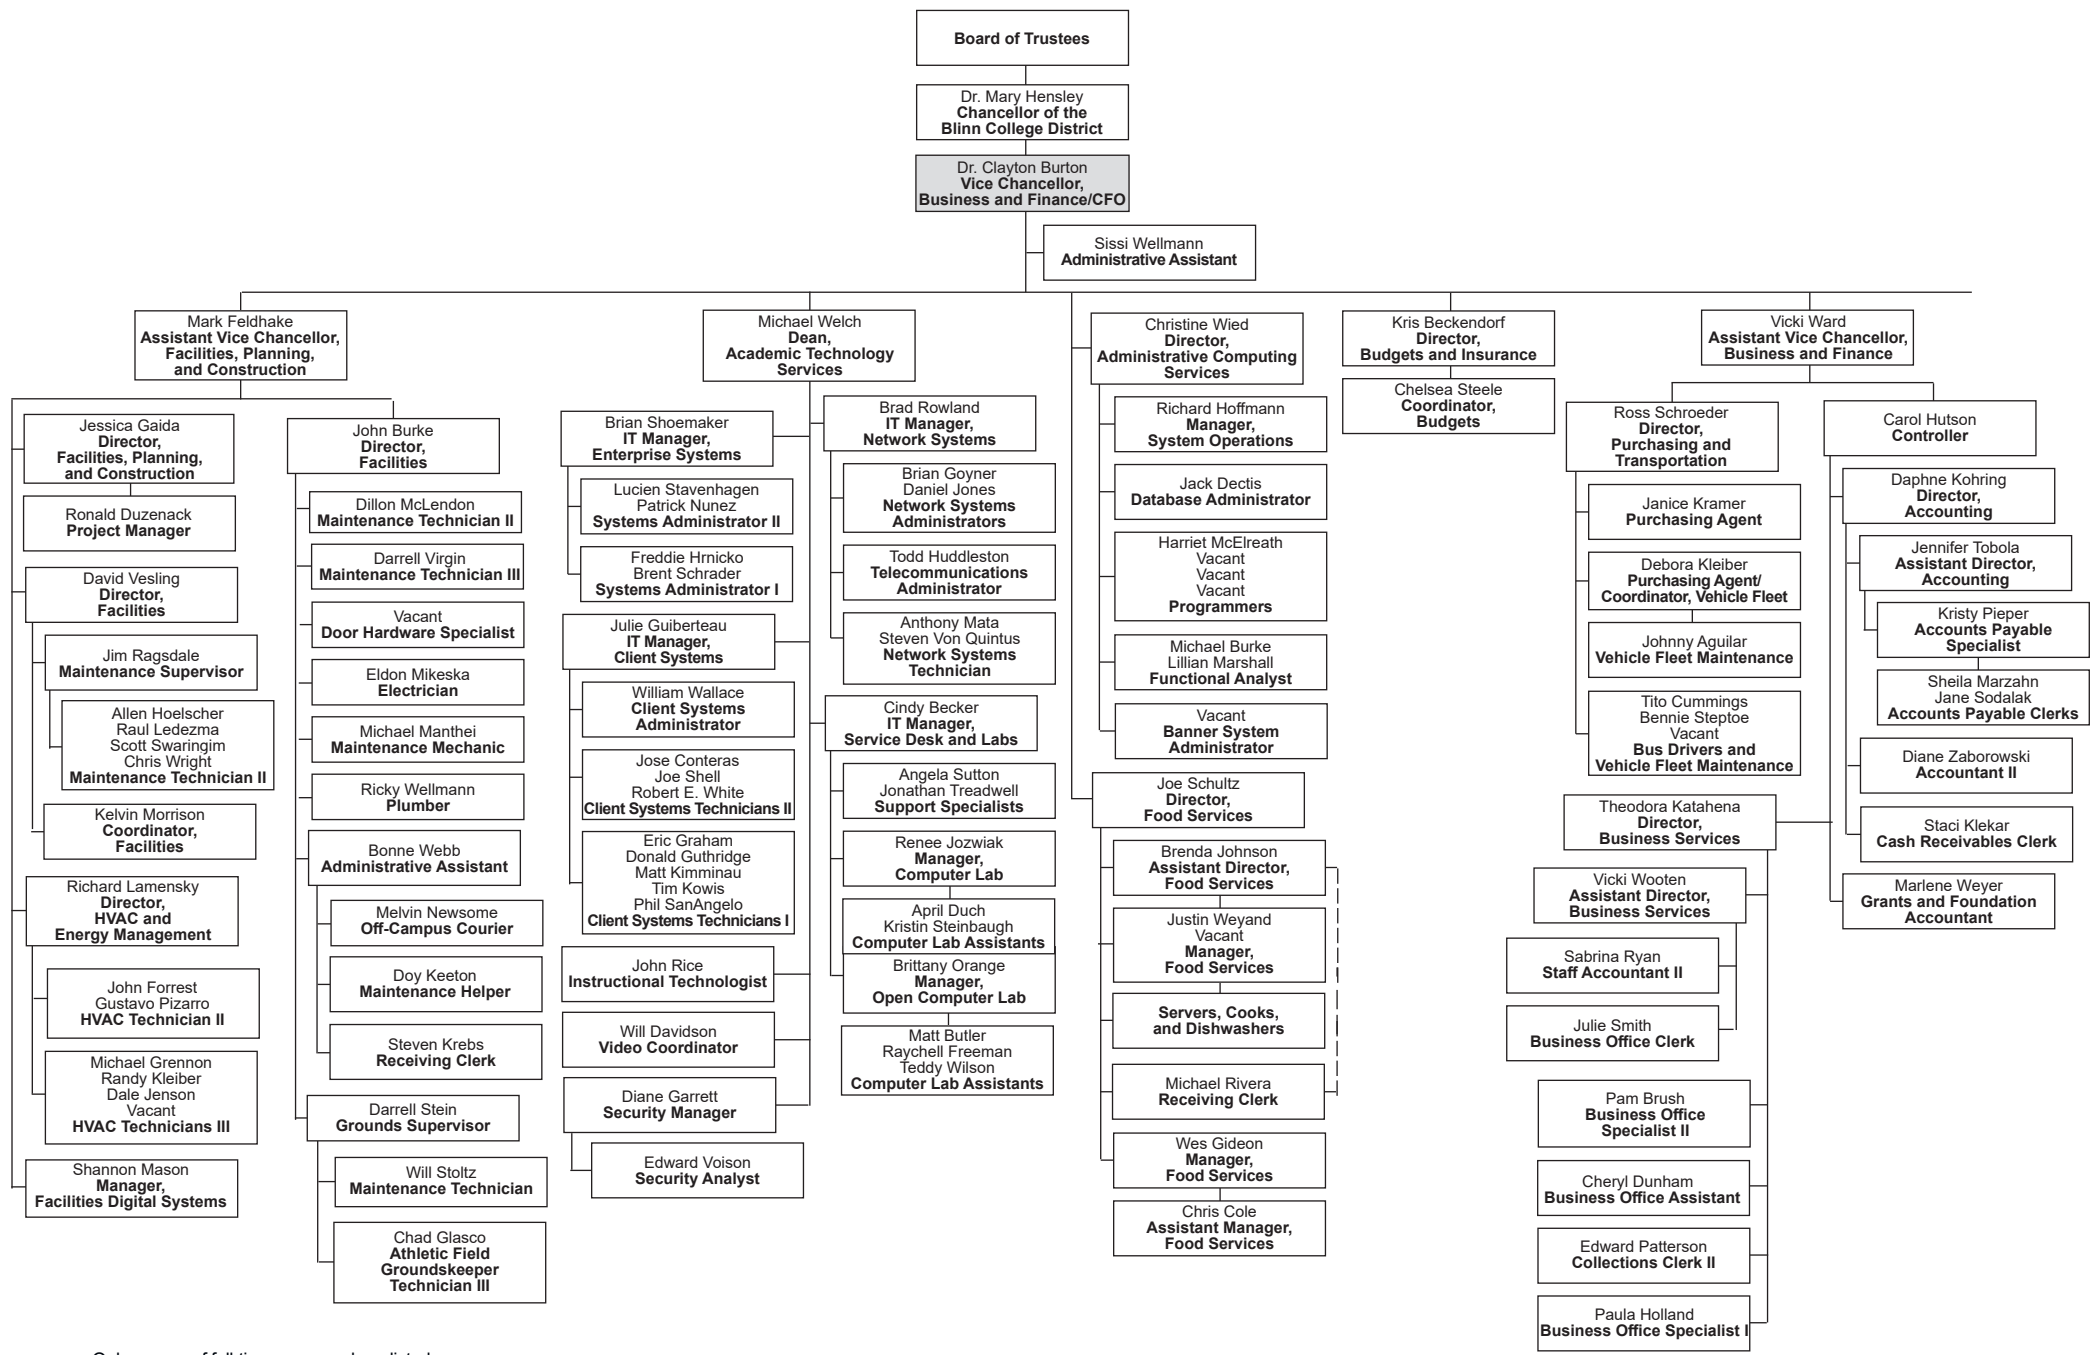 Board of Trustees
Dr. Mary Hensley
Chancellor of the
Blinn College District
Dr. Clayton Burton
Vice Chancellor,
Business and Finance/CFO
Sissi Wellmann
Administrative Assistant
Mark Feldhake
Assistant Vice Chancellor,
Facilities, Planning,
and Construction
Jessica Gaida
Director,
Facilities, Planning,
and Construction
Ronald Duzenack
Project Manager
David Vesling
Director,
Facilities
Jim Ragsdale
Maintenance Supervisor
Allen Hoelscher
Raul Ledezma
Scott Swaringim
Chris Wright
Maintenance Technician II
Kelvin Morrison
Coordinator,
Facilities
Richard Lamensky
Director,
HVAC and
Energy Management
John Forrest
Gustavo Pizarro
HVAC Technician II
Michael Grennon
Randy Kleiber
Dale Jenson
Vacant
HVAC Technicians III
Shannon Mason
Manager,
Facilities Digital Systems
John Burke
Director,
Facilities
Dillon McLendon
Maintenance Technician II
Darrell Virgin
Maintenance Technician III
Vacant
Door Hardware Specialist
Eldon Mikeska
Electrician
Michael Manthei
Maintenance Mechanic
Ricky Wellmann
Plumber
Bonne Webb
Administrative Assistant
Melvin Newsome
Off-Campus Courier
Doy Keeton
Maintenance Helper
Steven Krebs
Receiving Clerk
Darrell Stein
Grounds Supervisor
Will Stoltz
Maintenance Technician
Chad Glasco
Athletic Field
Groundskeeper
Technician III
Michael Welch
Dean,
Academic Technology
Services
Brian Shoemaker
IT Manager,
Enterprise Systems
Lucien Stavenhagen
Patrick Nunez
Systems Administrator II
Freddie Hrnicko
Brent Schrader
Systems Administrator I
Julie Guiberteau
IT Manager,
Client Systems
William Wallace
Client Systems
Administrator
Jose Conteras
Joe Shell
Robert E. White
Client Systems Technicians II
Eric Graham
Donald Guthridge
Matt Kimminau
Tim Kowis
Phil SanAngelo
Client Systems Technicians I
John Rice
Instructional Technologist
Will Davidson
Video Coordinator
Diane Garrett
Security Manager
Edward Voison
Security Analyst
Brad Rowland
IT Manager,
Network Systems
Brian Goyner
Daniel Jones
Network Systems
Administrators
Todd Huddleston
Telecommunications
Administrator
Anthony Mata
Steven Von Quintus
Network Systems
Technician
Cindy Becker
IT Manager,
Service Desk and Labs
Angela Sutton
Jonathan Treadwell
Support Specialists
Renee Jozwiak
Manager,
Computer Lab
April Duch
Kristin Steinbaugh
Computer Lab Assistants
Brittany Orange
Manager,
Open Computer Lab
Matt Butler
Raychell Freeman
Teddy Wilson
Computer Lab Assistants
Christine Wied
Director,
Administrative Computing
Services
Richard Hoffmann
Manager,
System Operations
Jack Dectis
Database Administrator
Harriet McElreath
Vacant
Vacant
Vacant
Programmers
Michael Burke
Lillian Marshall
Functional Analyst
Vacant
Banner System
Administrator
Joe Schultz
Director,
Food Services
Brenda Johnson
Assistant Director,
Food Services
Justin Weyand
Vacant
Manager,
Food Services
Servers, Cooks,
and Dishwashers
Michael Rivera
Receiving Clerk
Wes Gideon
Manager,
Food Services
Chris Cole
Assistant Manager,
Food Services
Kris Beckendorf
Director,
Budgets and Insurance
Chelsea Steele
Coordinator,
Budgets
Vicki Ward
Assistant Vice Chancellor,
Business and Finance
Ross Schroeder
Director,
Purchasing and
Transportation
Janice Kramer
Purchasing Agent
Debora Kleiber
Purchasing Agent/
Coordinator, Vehicle Fleet
Johnny Aguilar
Vehicle Fleet Maintenance
Tito Cummings
Bennie Steptoe
Vacant
Bus Drivers and
Vehicle Fleet Maintenance
Carol Hutson
Controller
Daphne Kohring
Director,
Accounting
Jennifer Tobola
Assistant Director,
Accounting
Kristy Pieper
Accounts Payable
Specialist
Sheila Marzahn
Jane Sodalak
Accounts Payable Clerks
Diane Zaborowski
Accountant II
Staci Klekar
Cash Receivables Clerk
Marlene Weyer
Grants and Foundation
Accountant
Theodora Katahena
Director,
Business Services
Vicki Wooten
Assistant Director,
Business Services
Sabrina Ryan
Staff Accountant II
Julie Smith
Business Office Clerk
Pam Brush
Business Office
Specialist II
Cheryl Dunham
Business Office Assistant
Edward Patterson
Collections Clerk II
Paula Holland
Business Office Specialist I